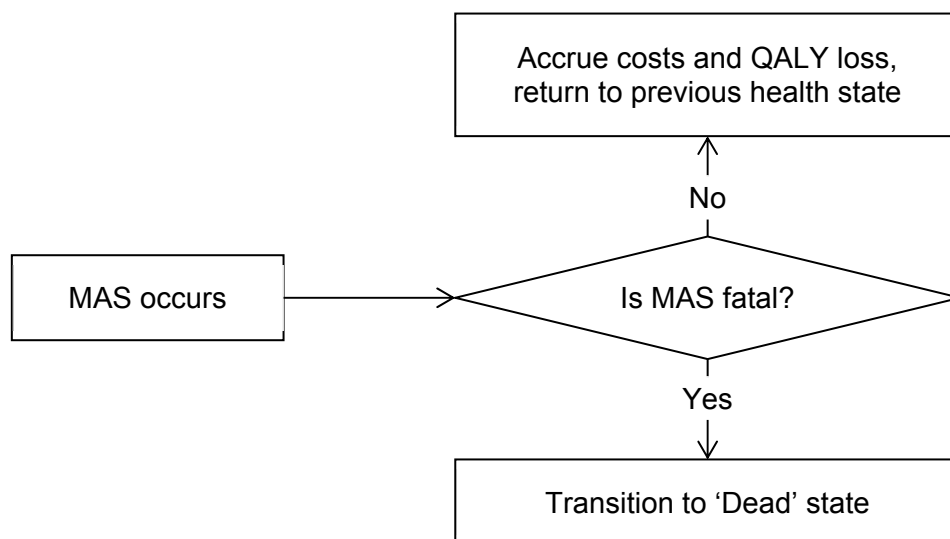 Accrue costs and QALY loss,
return to previous health state
No
MAS occurs
Is MAS fatal?
Yes
Transition to ‘Dead’ state